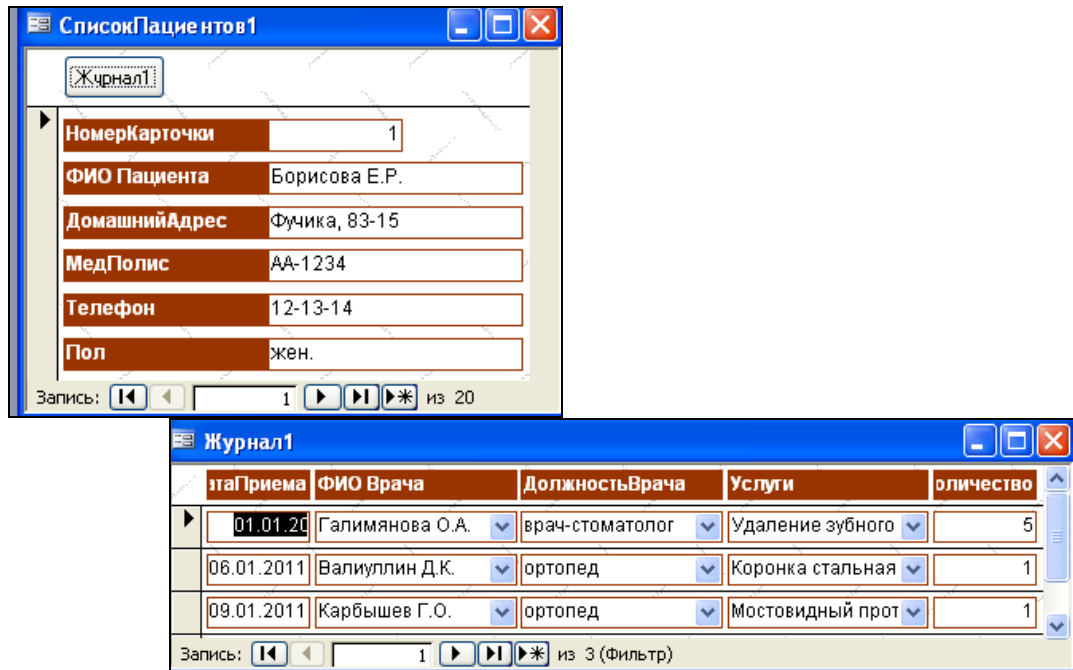 СписокПациентов1
Журнал1
НомерКарточки 1
ФИО Пациента Борисова Е.Р.
ДомашнийАдрес Фучика, 83-15
МедПолис АА-1234
Телефон 12-13-14
Пол жен.
Запись: 1 из 20
Журнал1
атаПриема ФИО Врача ДолжностьВрача Услуги оличество
01.01.20 Галимянова О.А. врач-стоматолог Удаление зубного 5
06.01.2011 Валиуллин Д.К. ортопед Коронка стальная 1
09.01.2011 Карбышев Г.О. ортопед Мостовидный прот 1
Запись: 1 из 3 (Фильтр)